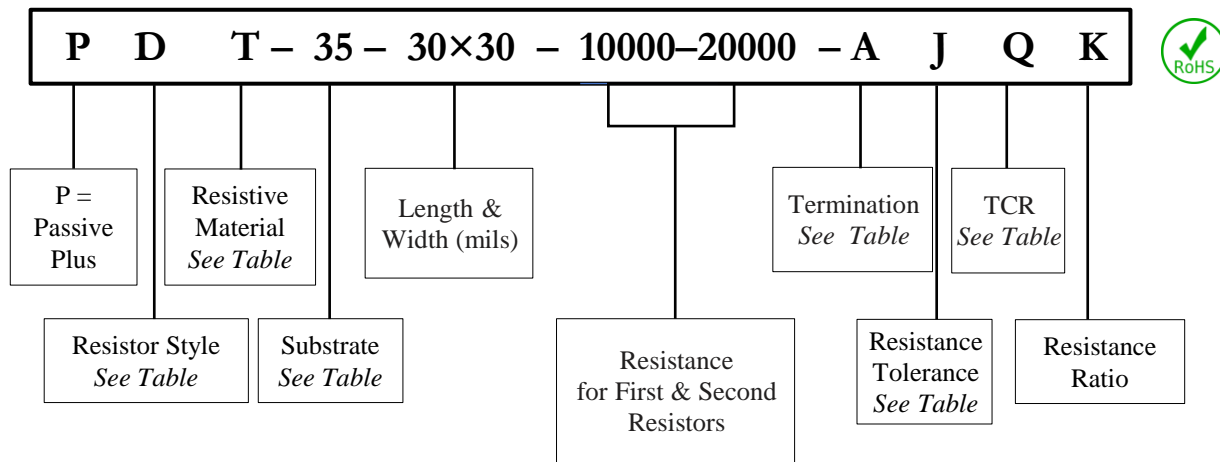 P D T – 35 – 30×30 – 10000–20000 – A J Q K
RoHS
P =
Passive
Plus
Resistive
Material
See Table
Length &
Width (mils)
Termination
See Table
TCR
See Table
Resistor Style
See Table
Substrate
See Table
Resistance
for First & Second
Resistors
Resistance
Tolerance
See Table
Resistance
Ratio